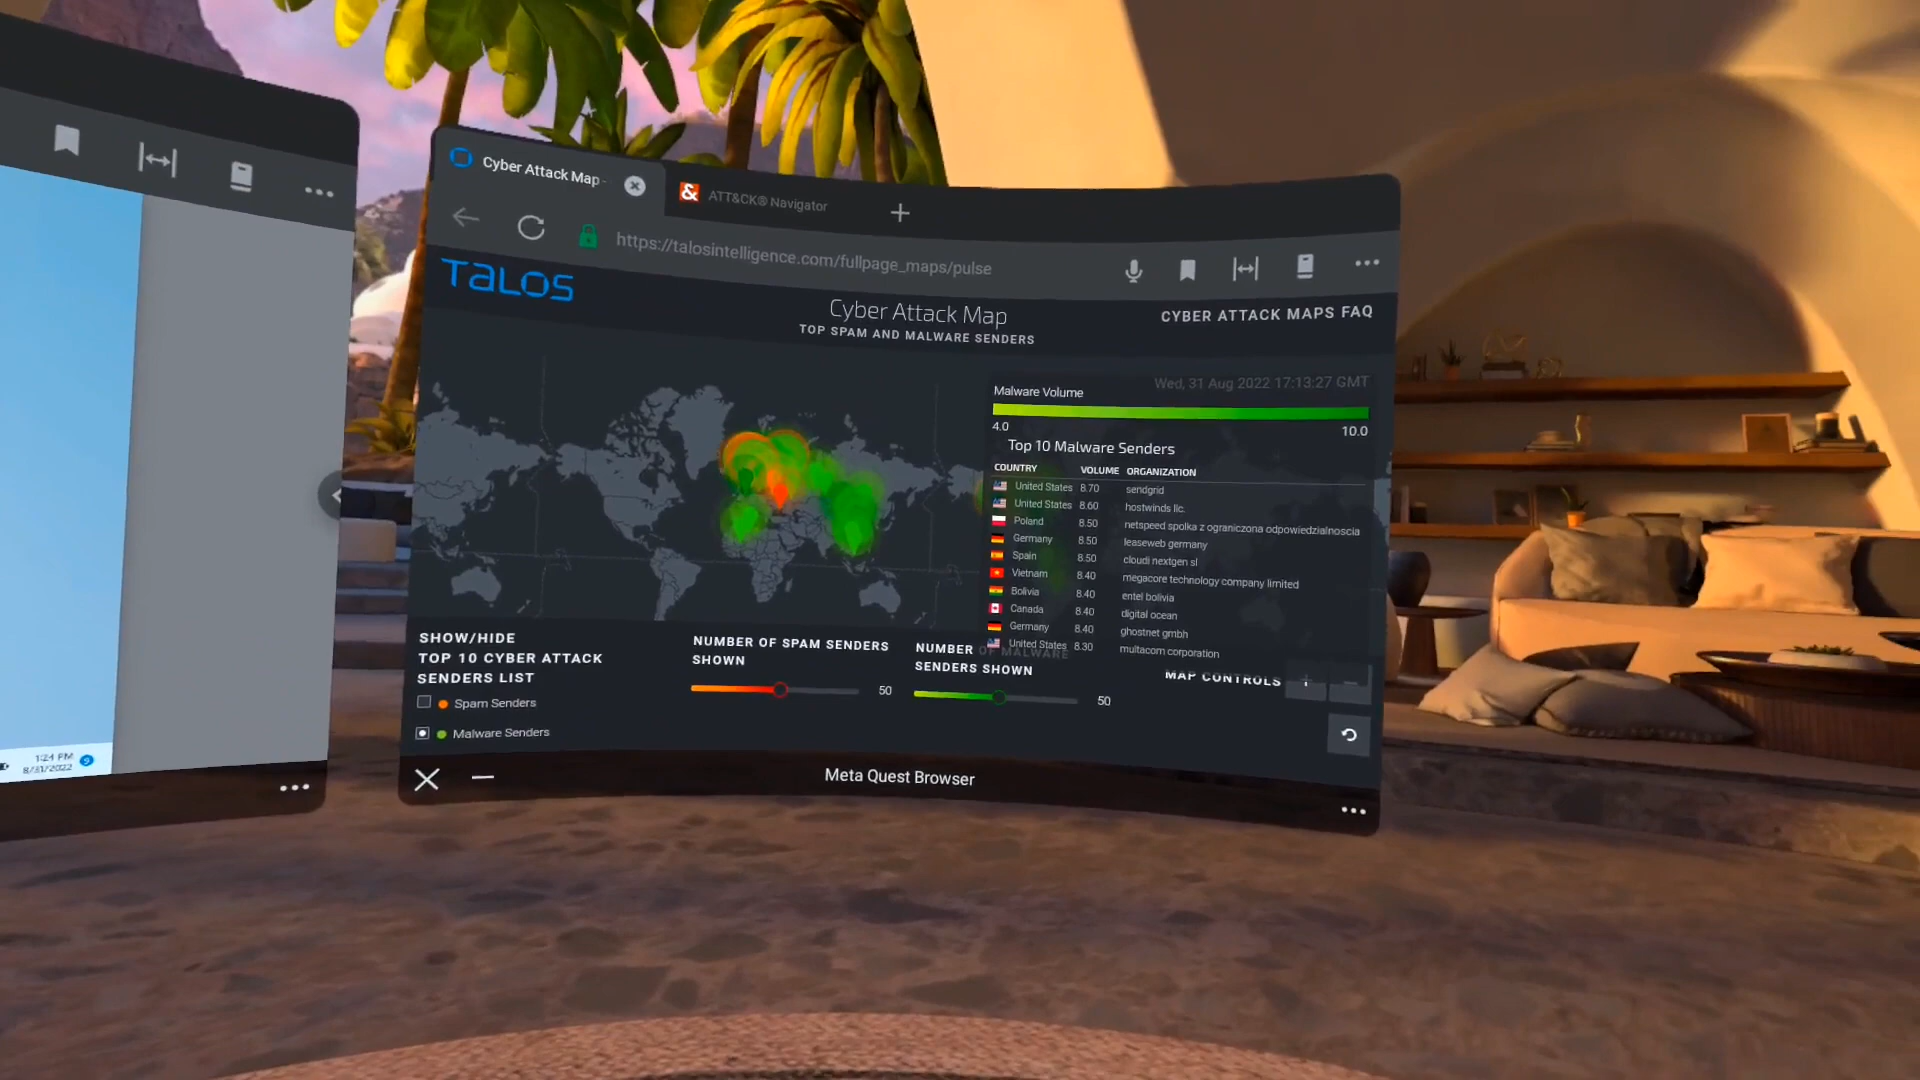 Cyber Attack Map -
ATT&CK® Navigator
https://talosintelligence.com/fullpage_maps/pulse
TALOS
Cyber Attack Map
TOP SPAM AND MALWARE SENDERS
CYBER ATTACK MAPS FAQ
Wed, 31 Aug 2022 17:13:27 GMT
Malware Volume
4.0 10.0
Top 10 Malware Senders
COUNTRY VOLUME ORGANIZATION
United States 8.70 sendgrid
United States 8.60 hostwinds llc.
Poland 8.50 netspeed spolka z ograniczona odpowiedzialnoscia
Germany 8.50 leaseweb germany
Spain 8.50 cloudi nextgen sl
Vietnam 8.40 megacore technology company limited
Bolivia 8.40 entel bolivia
Canada 8.40 digital ocean
Germany 8.40 ghostnet gmbh
United States 8.30 multacom corporation
SHOW/HIDE
TOP 10 CYBER ATTACK
SENDERS LIST
Spam Senders
Malware Senders
NUMBER OF SPAM SENDERS
SHOWN
50
NUMBER OF MALWARE
SENDERS SHOWN
50
MAP CONTROLS
Meta Quest Browser
1:24 PM
8/31/2022
9